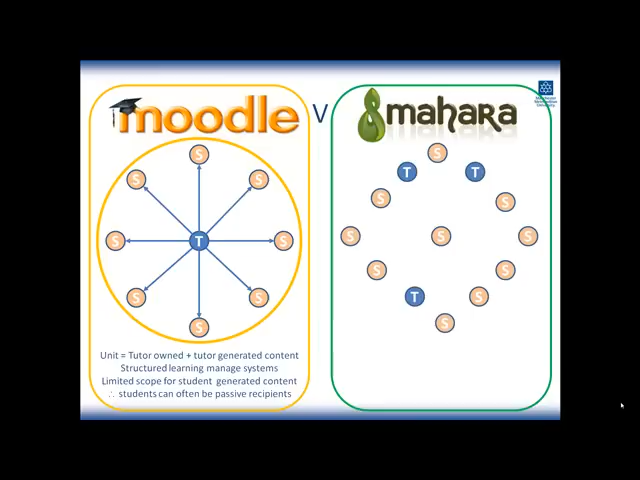 moodle V mahara
S
S
T
T
S
S
S
S
S
T
S
S
S
S
S
S
S
T
S
S
S
S
Unit = Tutor owned + tutor generated content
Structured learning manage systems
Limited scope for student generated content
∴ students can often be passive recipients